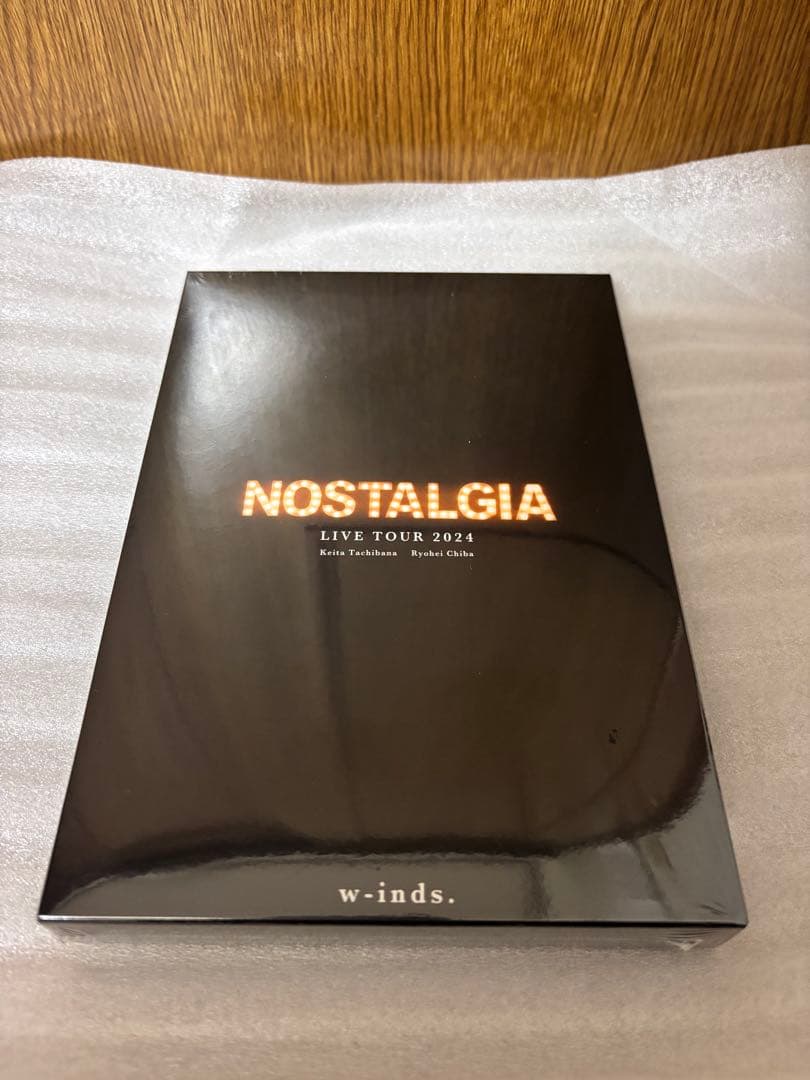 NOSTALGIA
LIVE TOUR 2024
Keita Tachibana Ryohei Chiba
w-inds.